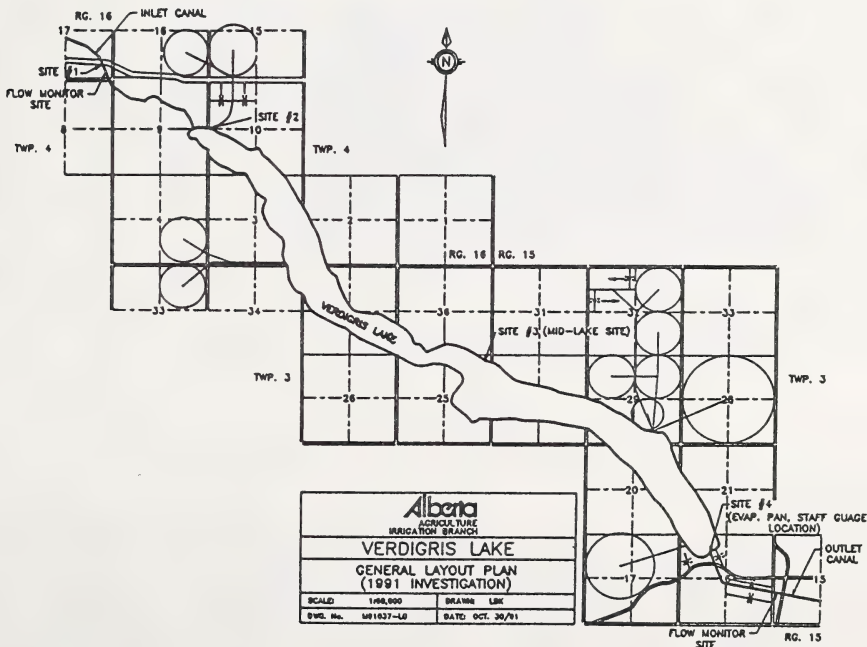 RG. 16
INLET CANAL
17
16
15
SITE #1
FLOW MONITOR
SITE
SITE #2
8
9
10
TWP. 4
TWP. 4
4
3
2
RG. 16
RG. 15
33
34
VERDIGRIS LAKE
36
31
32
33
SITE #3 (MID-LAKE SITE)
TWP. 3
TWP. 3
26
25
29
28
20
21
SITE #4
(EVAP. PAN, STAFF GUAGE
LOCATION)
OUTLET
CANAL
17
15
FLOW MONITOR
SITE
RG. 15
N
Alberta
AGRICULTURE
IRRIGATION BRANCH
VERDIGRIS LAKE
GENERAL LAYOUT PLAN
(1991 INVESTIGATION)
SCALE:
DRAWN: LBK
DWG. No.
DATE: OCT. 30/91